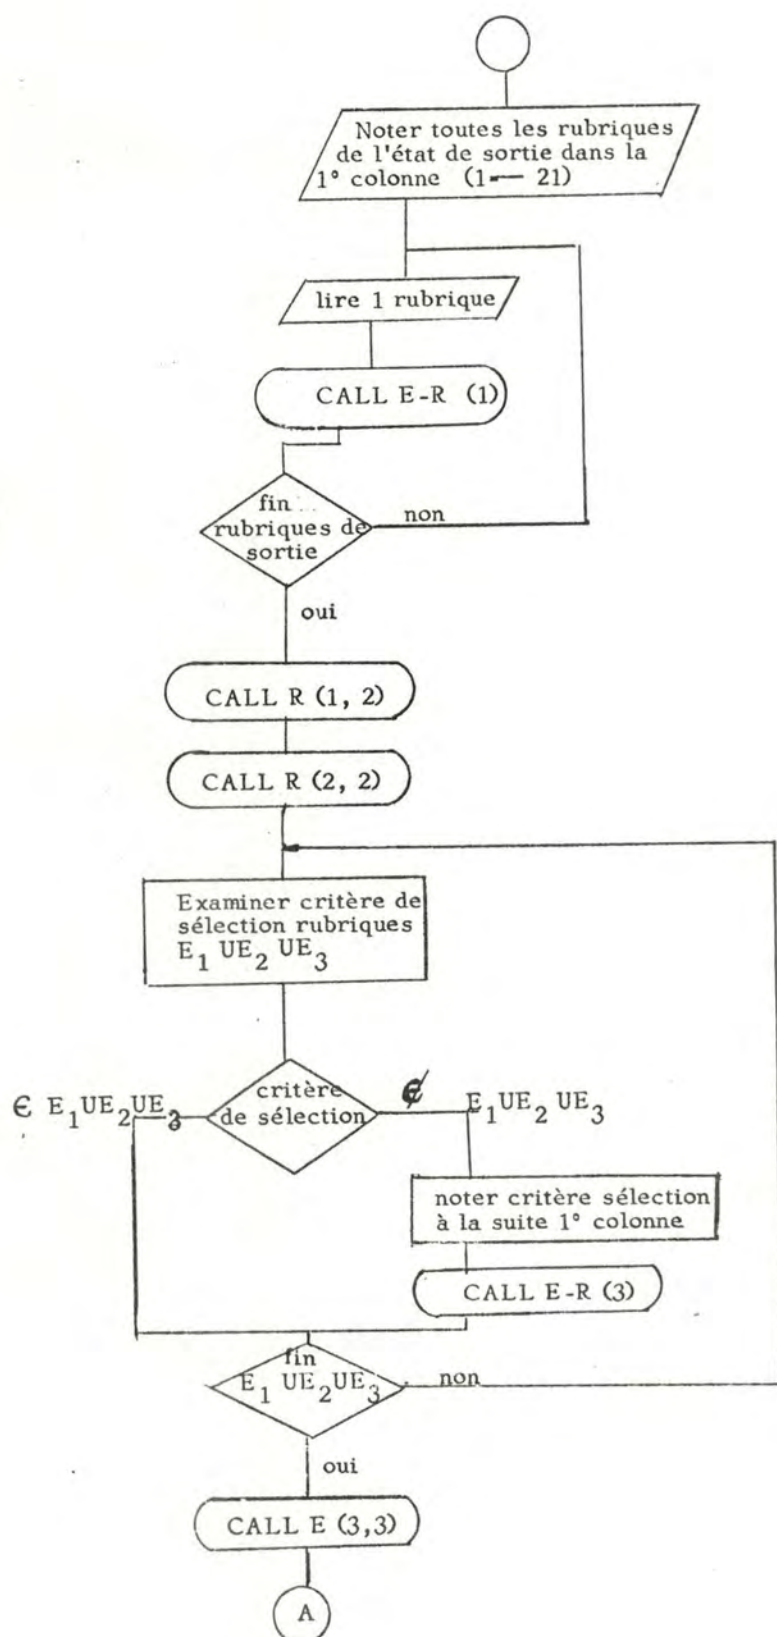 Noter toutes les rubriques
de l'état de sortie dans la
1° colonne (1 — 21)
lire 1 rubrique
CALL E-R (1)
fin
rubriques de
sortie
non
oui
CALL R (1, 2)
CALL R (2, 2)
Examiner critère de
sélection rubriques
E₁ UE₂ UE₃
critère
de sélection
∈ E₁UE₂UE₃
∉ E₁UE₂ UE₃
noter critère sélection
à la suite 1° colonne
CALL E-R (3)
fin
E₁ UE₂UE₃
non
oui
CALL E (3,3)
A